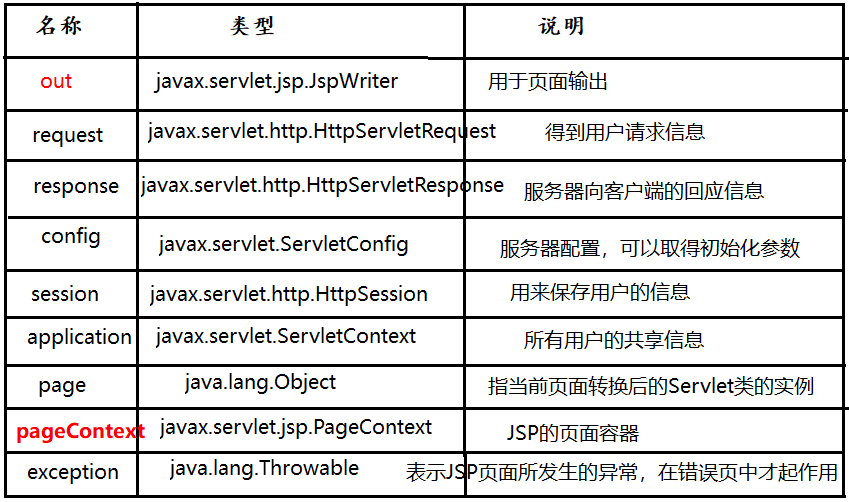 名称 类型 说明
out javax.servlet.jsp.JspWriter 用于页面输出
request javax.servlet.http.HttpServletRequest 得到用户请求信息
response javax.servlet.http.HttpServletResponse 服务器向客户端的回应信息
config javax.servlet.ServletConfig 服务器配置，可以取得初始化参数
session javax.servlet.http.HttpSession 用来保存用户的信息
application javax.servlet.ServletContext 所有用户的共享信息
page java.lang.Object 指当前页面转换后的Servlet类的实例
pageContext javax.servlet.jsp.PageContext JSP的页面容器
exception java.lang.Throwable 表示JSP页面所发生的异常，在错误页中才起作用